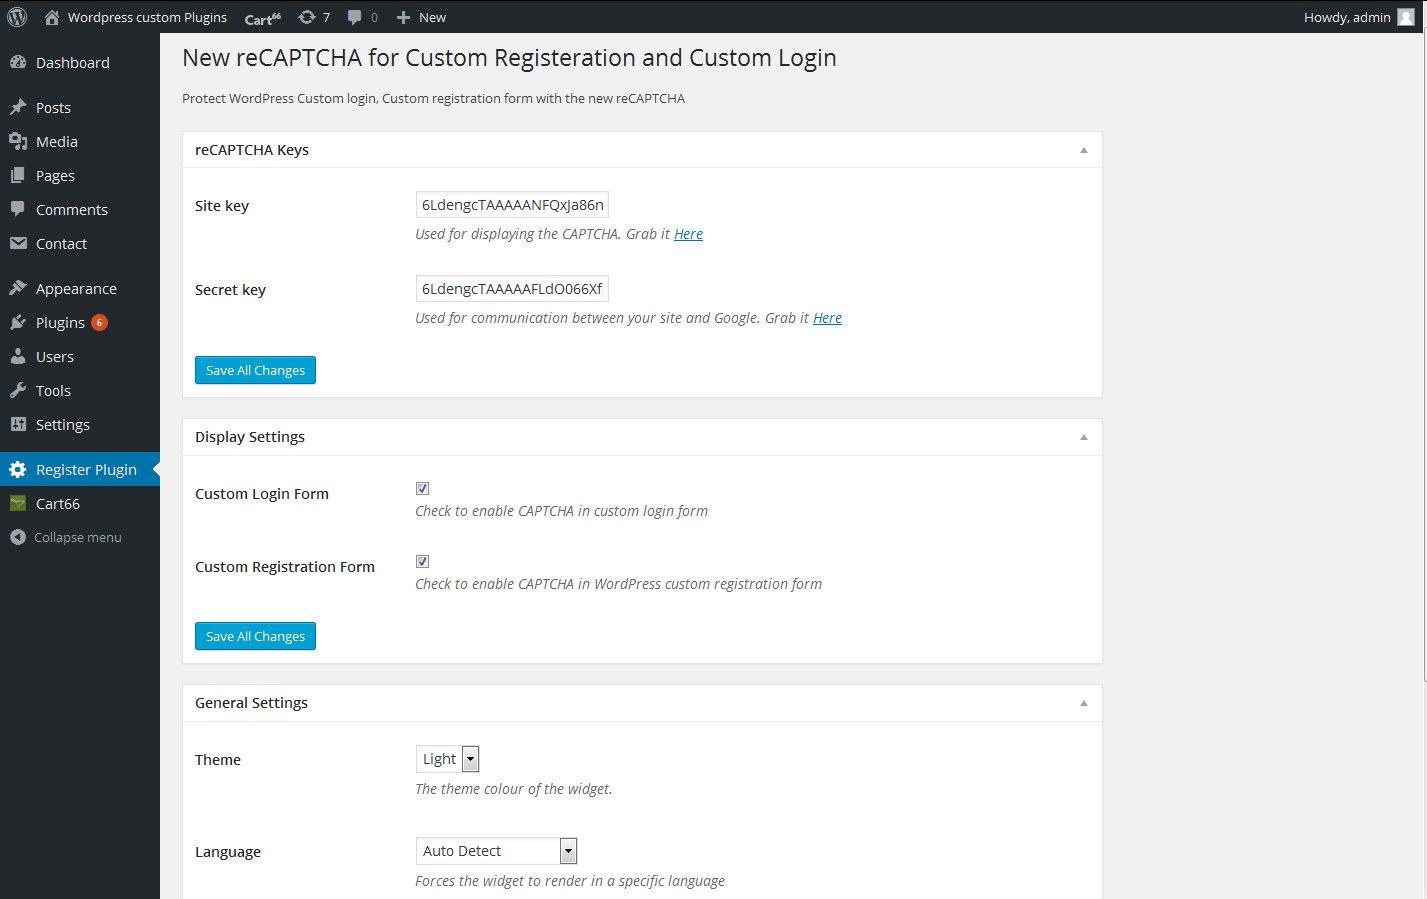 Wordpress custom Plugins Cart66 7 0 New Howdy, admin
Dashboard
Posts
Media
Pages
Comments
Contact
Appearance
Plugins 6
Users
Tools
Settings
Register Plugin
Cart66
Collapse menu
New reCAPTCHA for Custom Registeration and Custom Login
Protect WordPress Custom login, Custom registration form with the new reCAPTCHA
reCAPTCHA Keys
Site key 6LdengcTAAAAANFQxJa86n
Used for displaying the CAPTCHA. Grab it Here
Secret key 6LdengcTAAAAAFLdO066Xf
Used for communication between your site and Google. Grab it Here
Save All Changes
Display Settings
Custom Login Form
Check to enable CAPTCHA in custom login form
Custom Registration Form
Check to enable CAPTCHA in WordPress custom registration form
Save All Changes
General Settings
Theme Light
The theme colour of the widget.
Language Auto Detect
Forces the widget to render in a specific language